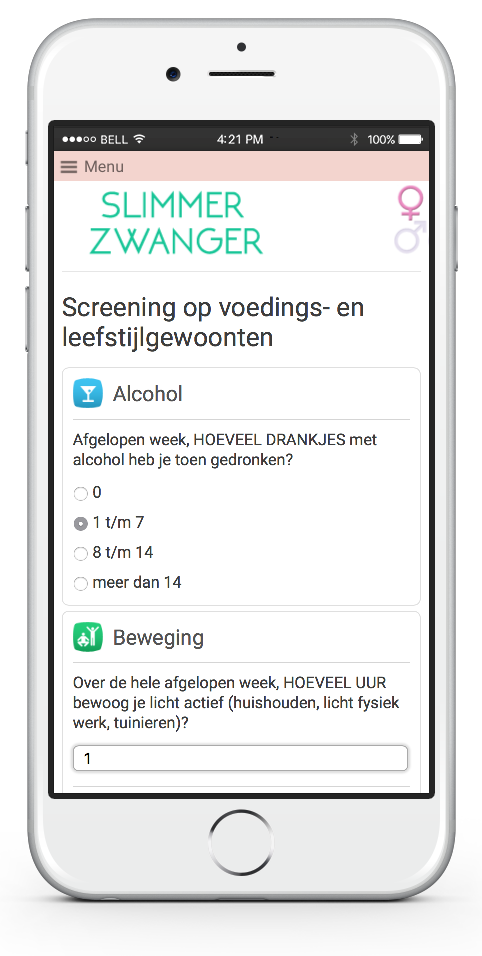 BELL
4:21 PM
100%
Menu
SLIMMER
ZWANGER
Screening op voedings- en
leefstijlgewoonten
Alcohol
Afgelopen week, HOEVEEL DRANKJES met
alcohol heb je toen gedronken?
0
1 t/m 7
8 t/m 14
meer dan 14
Beweging
Over de hele afgelopen week, HOEVEEL UUR
bewoog je licht actief (huishouden, licht fysiek
werk, tuinieren)?
1